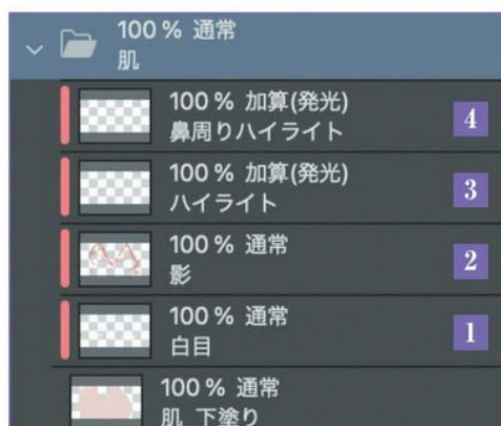 100 % 通常
肌
100 % 加算(発光)
鼻周りハイライト
4
100 % 加算(発光)
ハイライト
3
100 % 通常
影
2
100 % 通常
白目
1
100 % 通常
肌 下塗り